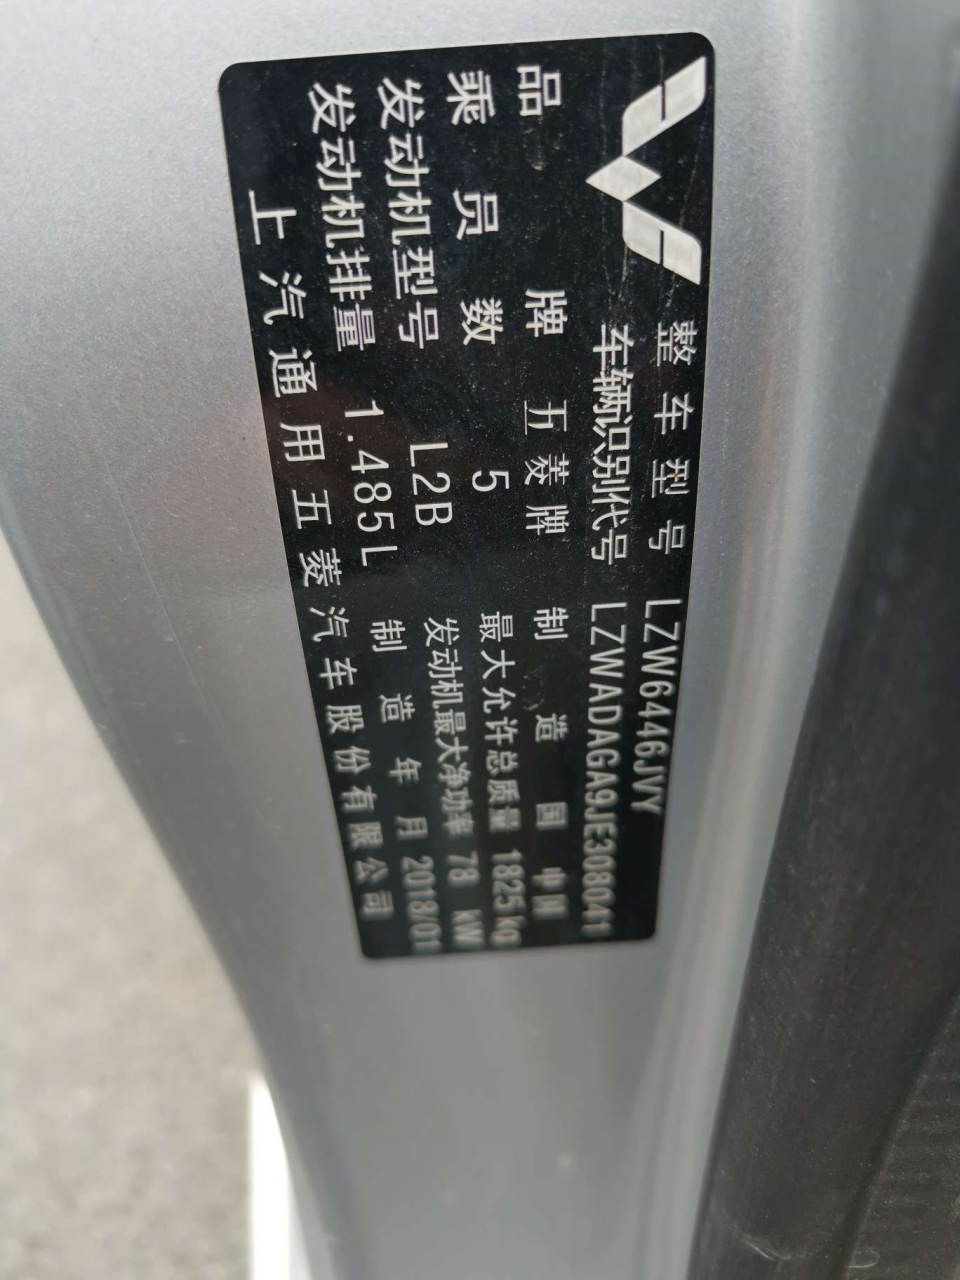 整车型号 LZW6446JVY
车辆识别代号 LZWADAGA9JE308041
品牌 五菱牌 制造国 中国
乘员数 5 最大允许总质量 1825kg
发动机型号 L2B 发动机最大净功率 78 kW
发动机排量 1.485L 制造年月 2018/01
上汽通用五菱汽车股份有限公司